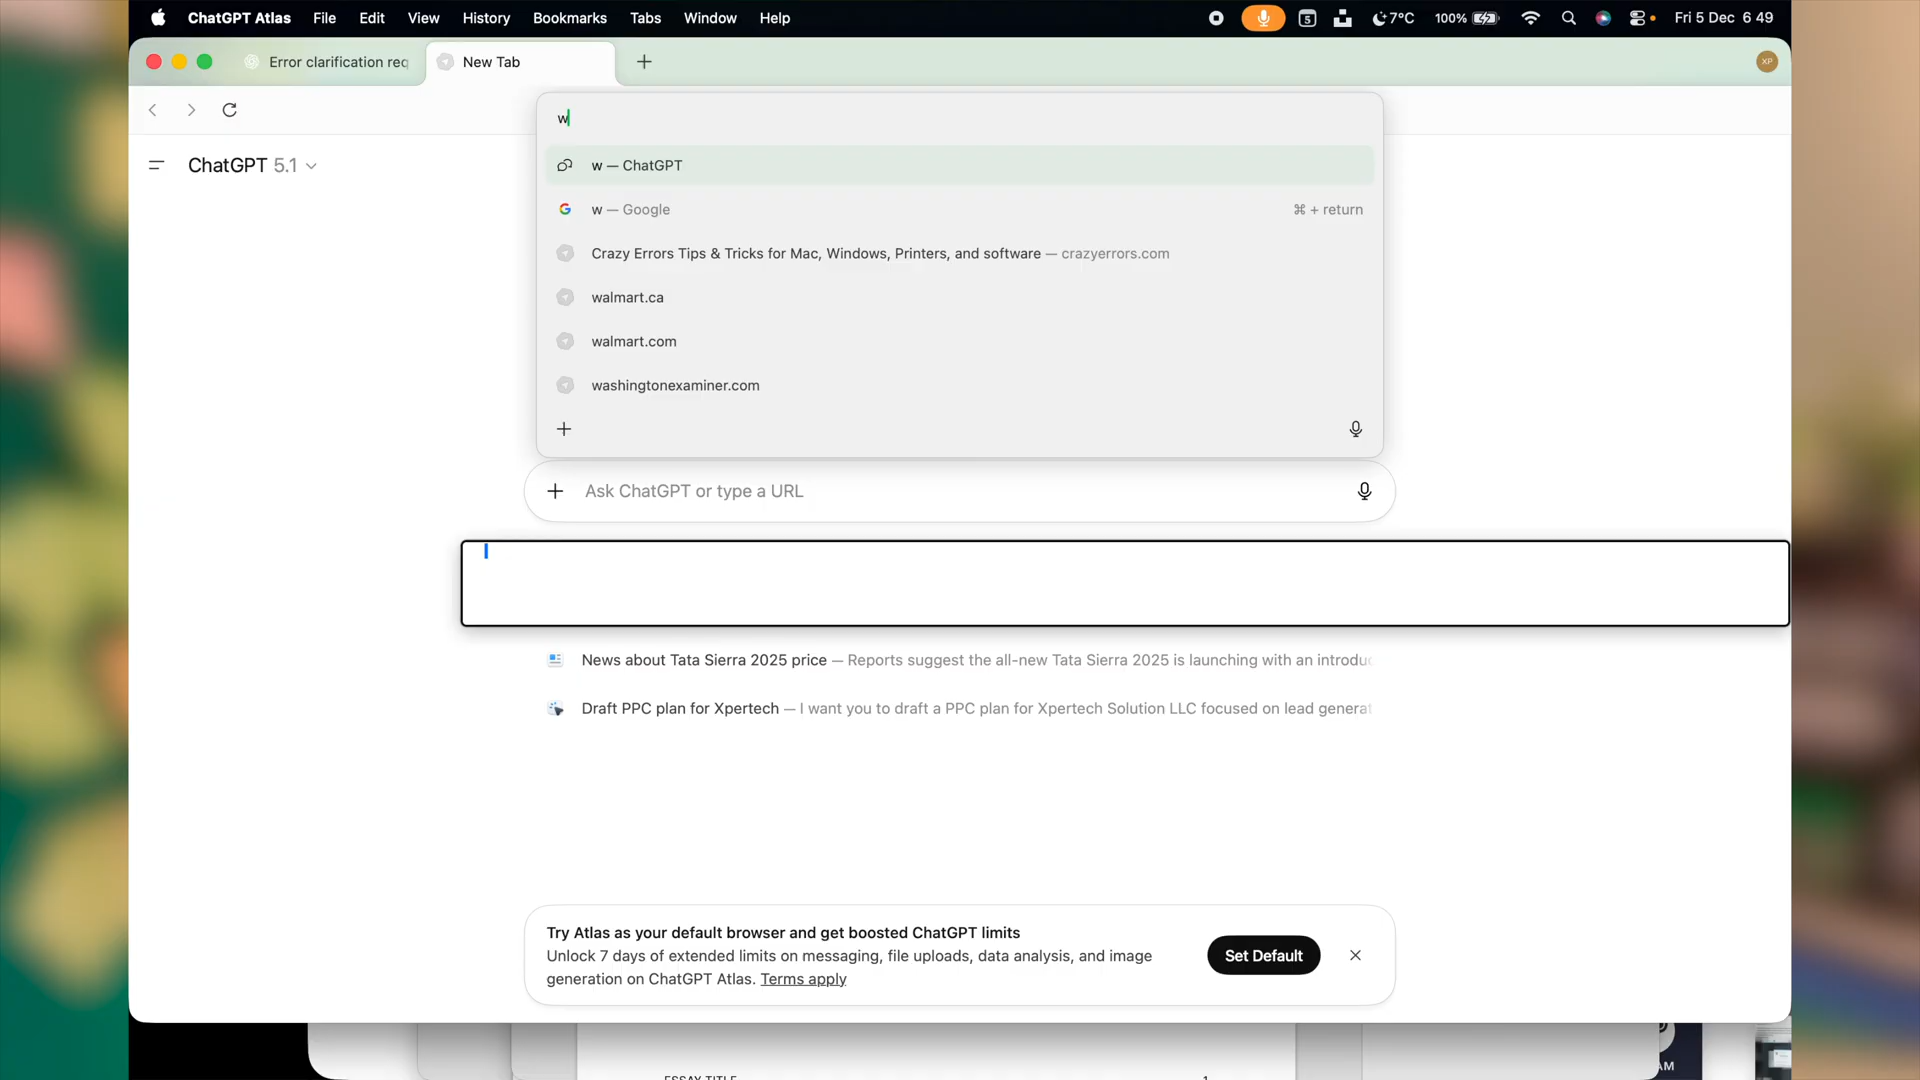 ChatGPT Atlas File Edit View History Bookmarks Tabs Window Help 5 7°C 100% Fri 5 Dec 6 49
Error clarification req New Tab XP
w
ChatGPT 5.1
w — ChatGPT
w — Google ⌘ + return
Crazy Errors Tips & Tricks for Mac, Windows, Printers, and software — crazyerrors.com
walmart.ca
walmart.com
washingtonexaminer.com
Ask ChatGPT or type a URL
News about Tata Sierra 2025 price — Reports suggest the all-new Tata Sierra 2025 is launching with an introduc
Draft PPC plan for Xpertech — I want you to draft a PPC plan for Xpertech Solution LLC focused on lead generat
Try Atlas as your default browser and get boosted ChatGPT limits
Unlock 7 days of extended limits on messaging, file uploads, data analysis, and image
generation on ChatGPT Atlas. Terms apply
Set Default
AM
ESSAY TITLE 1